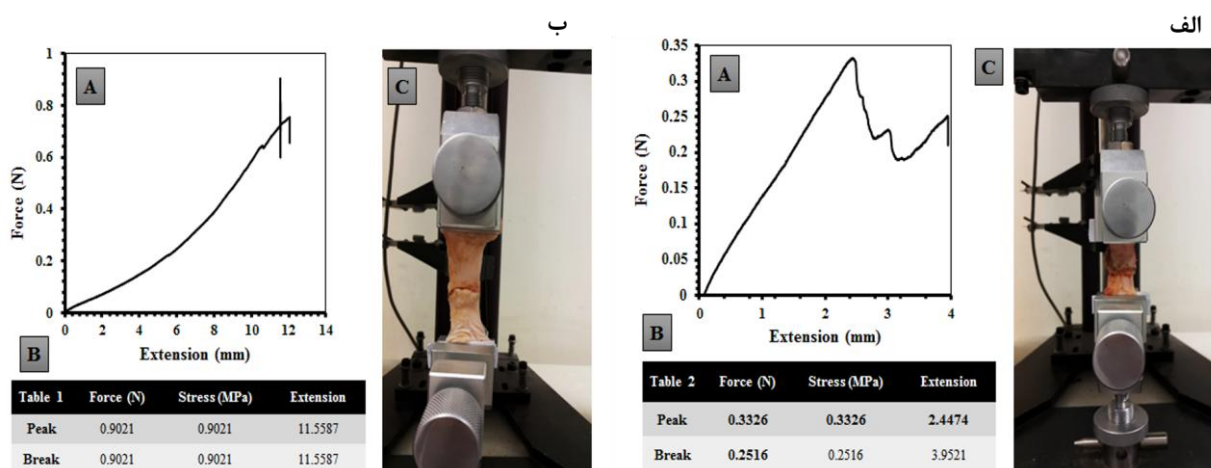 ب
A
Force (N)
1
0.8
0.6
0.4
0.2
0
0 2 4 6 8 10 12 14
Extension (mm)
B
Table 1 Force (N) Stress (MPa) Extension
Peak 0.9021 0.9021 11.5587
Break 0.9021 0.9021 11.5587
C
الف
A
Force (N)
0.35
0.3
0.25
0.2
0.15
0.1
0.05
0
0 1 2 3 4
Extension (mm)
B
Table 2 Force (N) Stress (MPa) Extension
Peak 0.3326 0.3326 2.4474
Break 0.2516 0.2516 3.9521
C